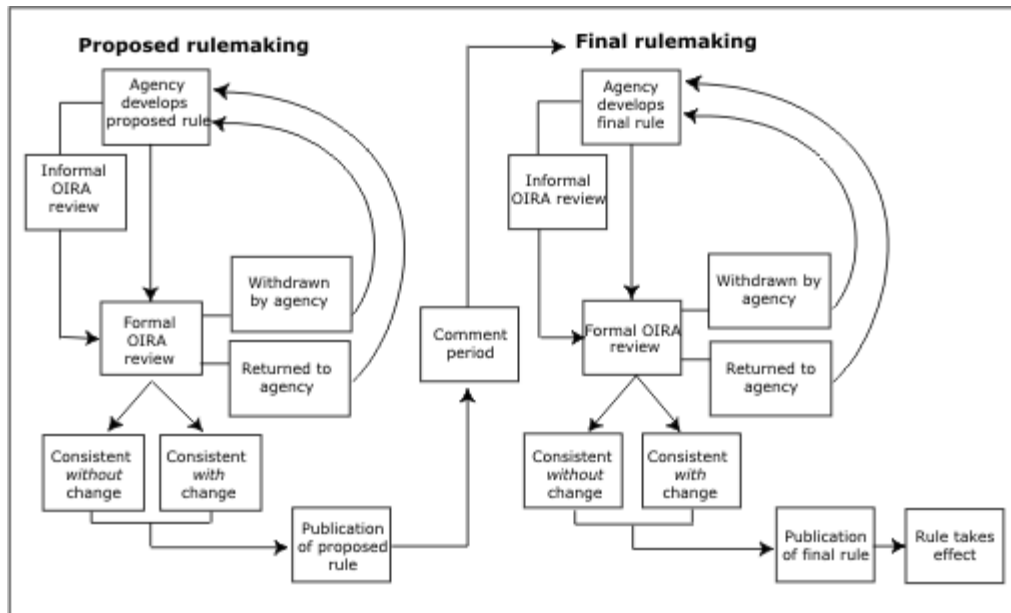 Proposed rulemaking
Agency
develops
proposed rule
Informal
OIRA
review
Withdrawn
by agency
Formal
OIRA
review
Returned to
agency
Consistent
without
change
Consistent
with
change
Publication
of proposed
rule
Comment
period
Final rulemaking
Agency
develops
final rule
Informal
OIRA review
Withdrawn by
agency
Formal OIRA
review
Returned to
agency
Consistent
without
change
Consistent
with
change
Publication
of final rule
Rule takes
effect